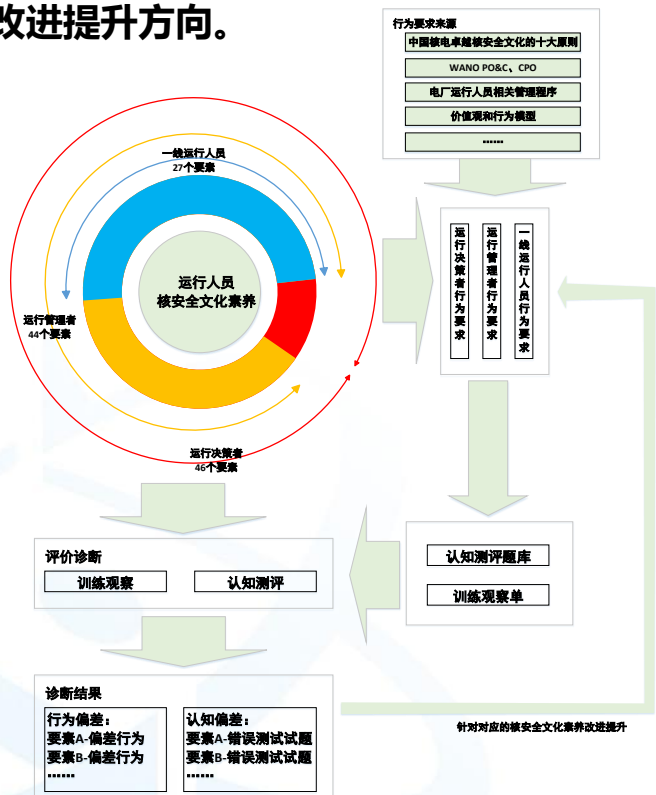 改进提升方向。
行为要求来源
中国核电卓越核安全文化的十大原则
WANO PO&C、CPO
电厂运行人员相关管理程序
价值观和行为模型
......
一线运行人员
27个要素
运行人员
核安全文化素养
运行管理者
44个要素
运行决策者
46个要素
运行决策者行为要求
运行管理者行为要求
一线运行人员行为要求
评价诊断
训练观察
认知测评
认知测评题库
训练观察单
诊断结果
行为偏差：
要素A-偏差行为
要素B-偏差行为
......
认知偏差：
要素A-错误测试试题
要素B-错误测试试题
......
针对对应的核安全文化素养改进提升